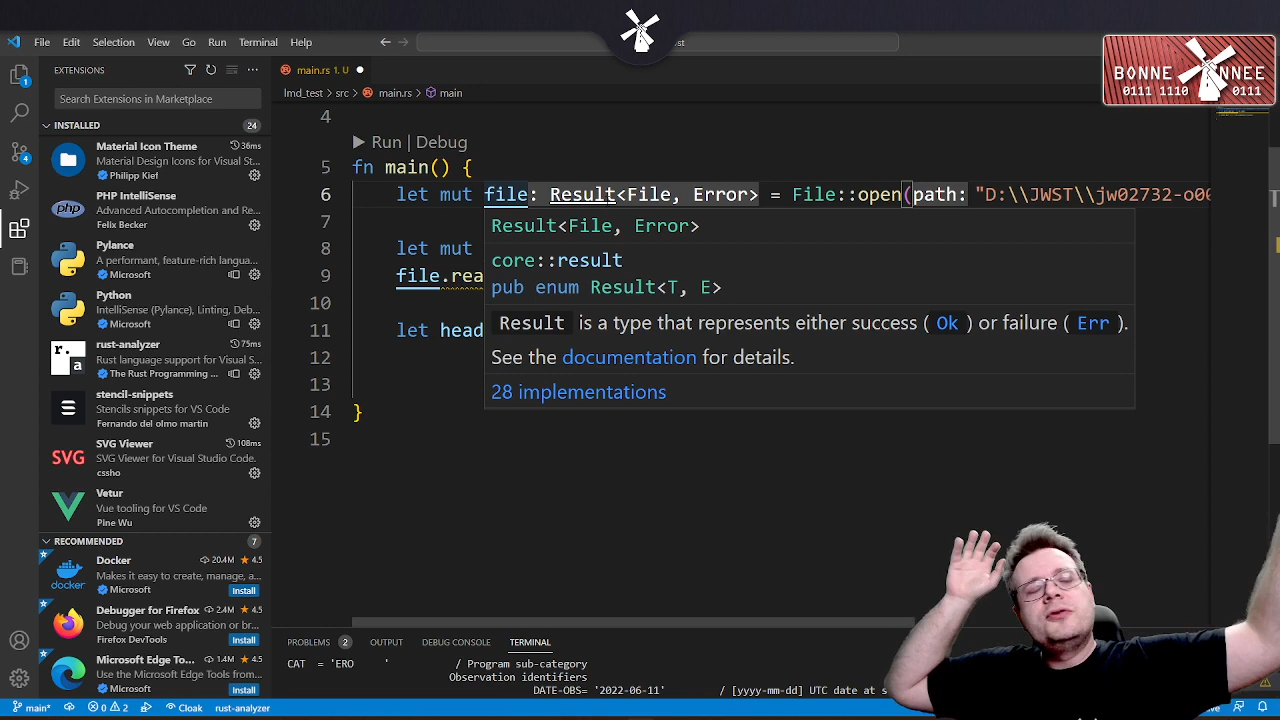 File Edit Selection View Go Run Terminal Help
st
BONNE NNEE
0111 1110 0111
EXTENSIONS
Search Extensions in Marketplace
INSTALLED 24
Material Icon Theme 36ms
Material Design Icons for Visual St...
Philipp Kief
PHP IntelliSense
Advanced Autocompletion and Re...
Felix Becker
Pylance
A performant, feature-rich langua...
Microsoft
Python
IntelliSense (Pylance), Linting, De...
Microsoft
rust-analyzer 75ms
Rust language support for Visual S...
The Rust Programming ...
stencil-snippets
Stencils snippets for VS Code
Fernando del olmo martin
SVG Viewer 108ms
SVG Viewer for Visual Studio Code.
cssho
Vetur
Vue tooling for VS Code
Pine Wu
RECOMMENDED 7
Docker 20.4M 4.5
Makes it easy to create, manage, a...
Microsoft Install
Debugger for Firefox 2.4M 4.5
Debug your web application or br...
Firefox DevTools Install
Microsoft Edge To... 1.4M 4.5
Use the Microsoft Edge Tools from...
Microsoft Install
main.rs 1, U
lmd_test > src > main.rs > main
4
Run | Debug
5 fn main() {
6 let mut file: Result<File, Error> = File::open(path: "D:\\JWST\\jw02732-o00
7
8 let mut
9 file.rea
10
11 let head
12
13
14 }
15
Result<File, Error>
core::result
pub enum Result<T, E>
Result is a type that represents either success ( Ok ) or failure ( Err ).
See the documentation for details.
28 implementations
PROBLEMS 2 OUTPUT DEBUG CONSOLE TERMINAL
CAT = 'ERO ' / Program sub-category
Observation identifiers
DATE-OBS= '2022-06-11' / [yyyy-mm-dd] UTC date at s
1
4
main* 0 2 Cloak rust-analyzer